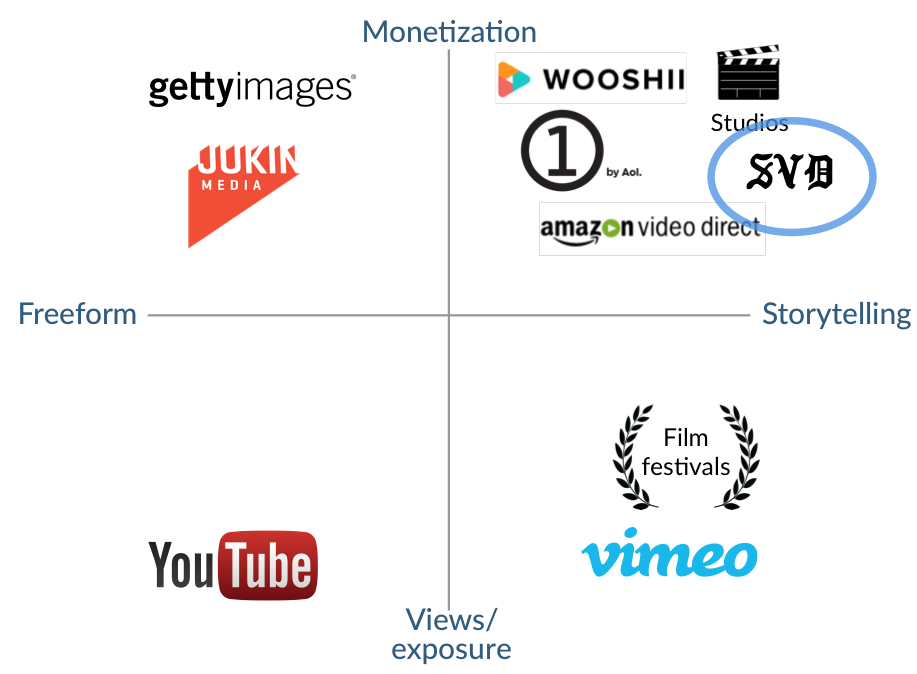 Monetization
gettyimages®
WOOSHII
Studios
JUKIN
MEDIA
1
by Aol.
SVD
amazon video direct
Freeform
Storytelling
Film
festivals
YouTube
vimeo
Views/
exposure